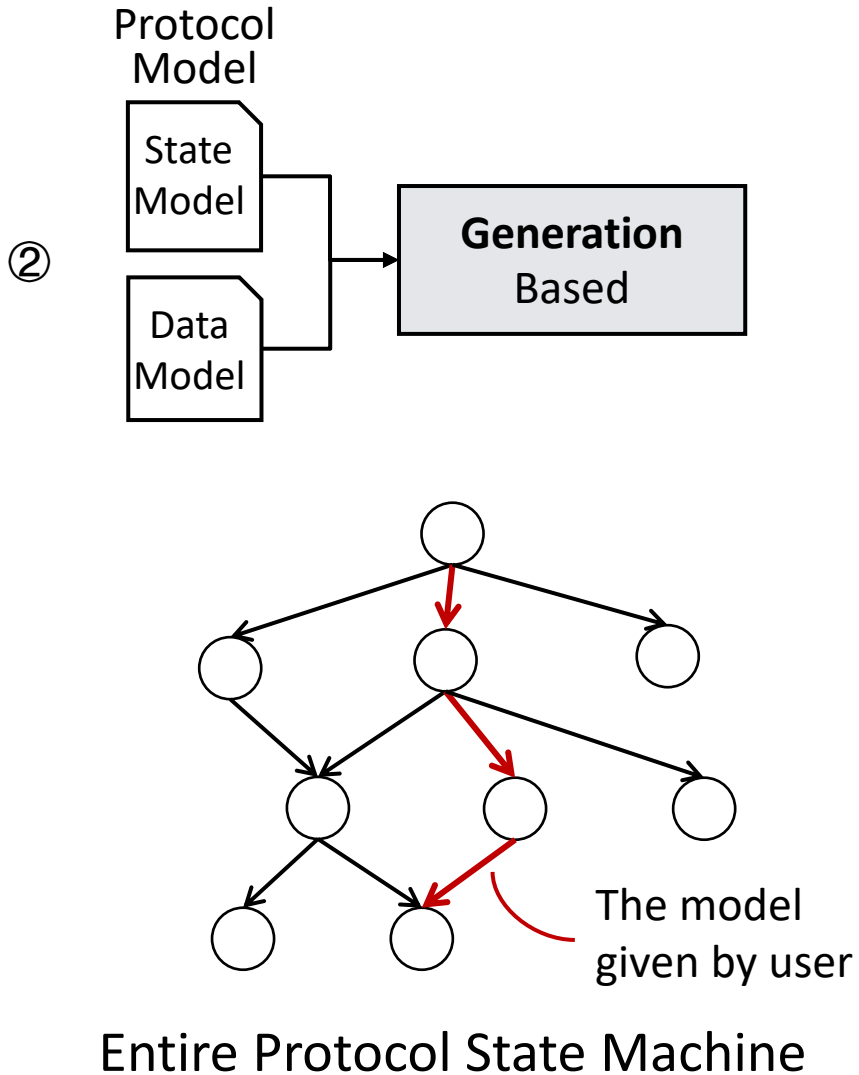 Protocol
Model
State
Model
②
Generation
Based
Data
Model
The model
given by user
Entire Protocol State Machine